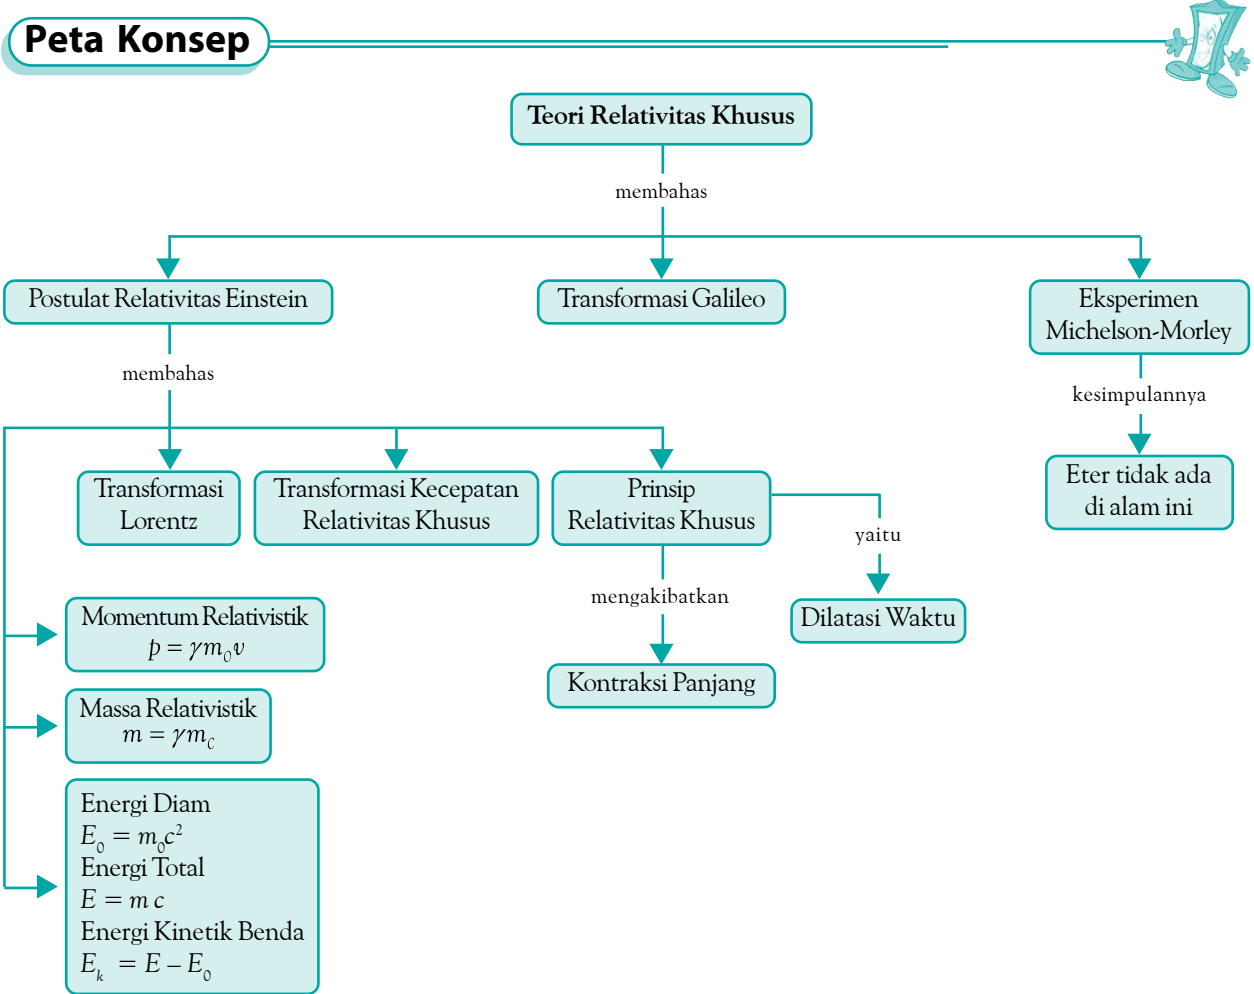 Peta Konsep
Teori Relativitas Khusus
membahas
Postulat Relativitas Einstein
Transformasi Galileo
Eksperimen
Michelson-Morley
membahas
kesimpulannya
Eter tidak ada
di alam ini
Transformasi
Lorentz
Transformasi Kecepatan
Relativitas Khusus
Prinsip
Relativitas Khusus
yaitu
Dilatasi Waktu
mengakibatkan
Kontraksi Panjang
Momentum Relativistik
p = γm₀v
Massa Relativistik
m = γm_C
Energi Diam
E₀ = m₀c²
Energi Total
E = m c
Energi Kinetik Benda
Eₖ = E – E₀